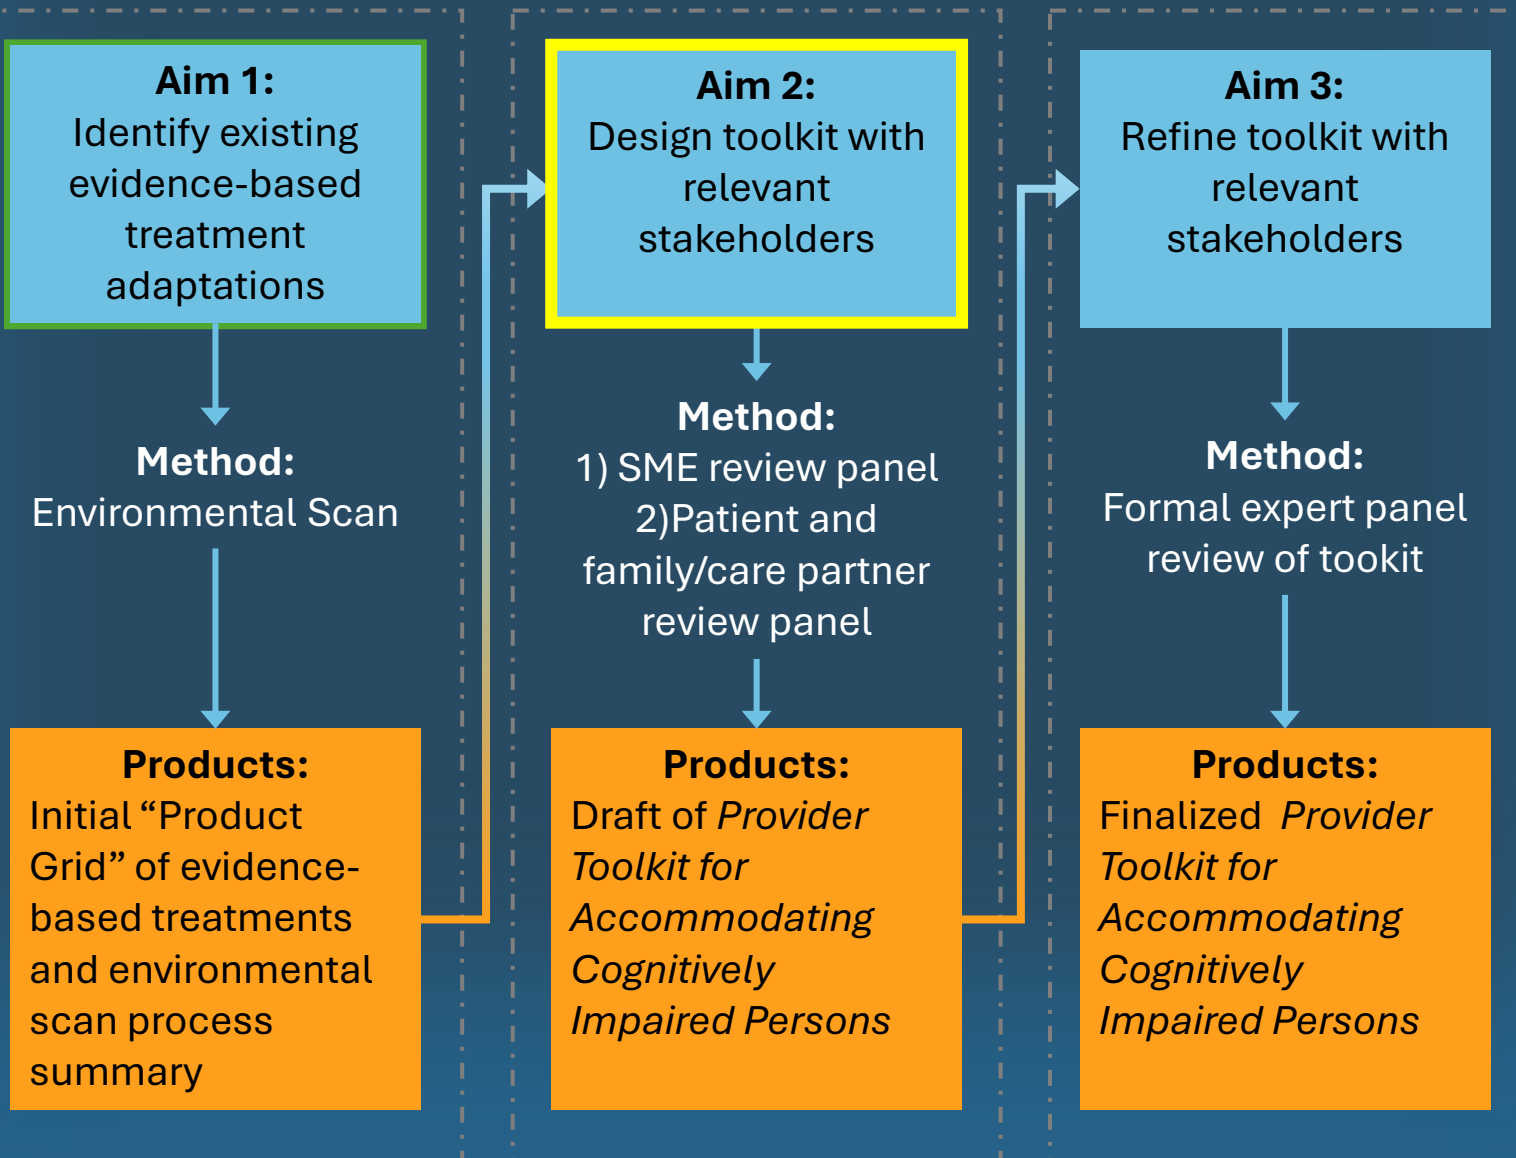 Aim 1:
Identify existing
evidence-based
treatment
adaptations
Method:
Environmental Scan
Products:
Initial “Product
Grid” of evidence-
based treatments
and environmental
scan process
summary
Aim 2:
Design toolkit with
relevant
stakeholders
Method:
1) SME review panel
2)Patient and
family/care partner
review panel
Products:
Draft of Provider
Toolkit for
Accommodating
Cognitively
Impaired Persons
Aim 3:
Refine toolkit with
relevant
stakeholders
Method:
Formal expert panel
review of tookit
Products:
Finalized Provider
Toolkit for
Accommodating
Cognitively
Impaired Persons